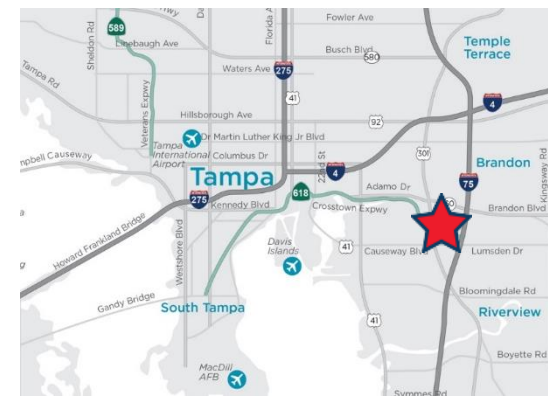 Fowler Ave
589
Sheldon Rd
Linebaugh Ave
Florida A
Busch Blvd
580
Temple
Terrace
Tampa Rd
Waters Ave
275
41
Veterans Expwy
Hillsborough Ave
92
4
Dr Martin Luther King Jr Blvd
Tampa
International
Airport
Columbus Dr
22nd St
4
301
Brandon
75
Kingsway Rd
mpbell Causeway
Tampa
618
Adamo Dr
275
Kennedy Blvd
Crosstown Expwy
60
Brandon Blvd
Howard Frankland Bridge
Westshore Blvd
Davis
Islands
41
Causeway Blv
Lumsden Dr
Gandy Bridge
South Tampa
Bloomingdale Rd
41
Riverview
MacDill
AFB
Boyette Rd
Symmes Rd